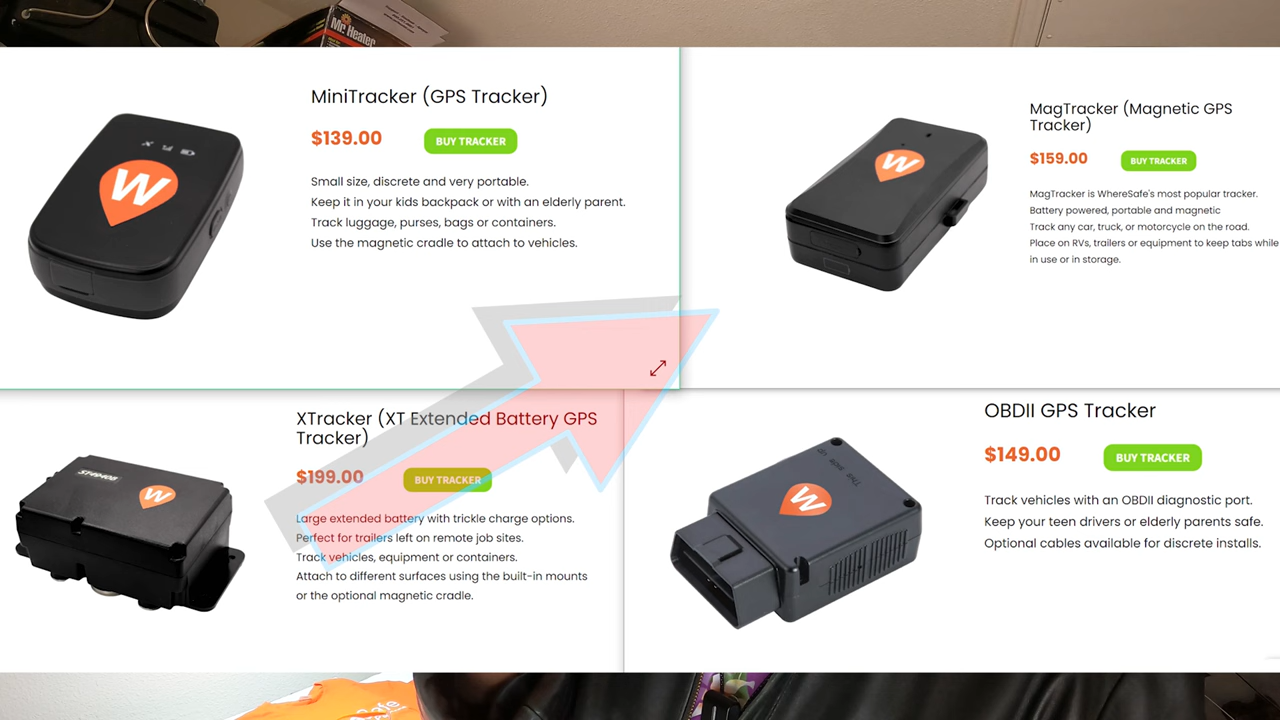 Mr. Heater
MiniTracker (GPS Tracker)
$139.00
BUY TRACKER
Small size, discrete and very portable.
Keep it in your kids backpack or with an elderly parent.
Track luggage, purses, bags or containers.
Use the magnetic cradle to attach to vehicles.
W
MagTracker (Magnetic GPS
Tracker)
$159.00
BUY TRACKER
MagTracker is WhereSafe's most popular tracker.
Battery powered, portable and magnetic
Track any car, truck, or motorcycle on the road.
Place on RVs, trailers or equipment to keep tabs while
in use or in storage.
W
XTracker (XT Extended Battery GPS
Tracker)
$199.00
BUY TRACKER
Large extended battery with trickle charge options.
Perfect for trailers left on remote job sites.
Track vehicles, equipment or containers.
Attach to different surfaces using the built-in mounts
or the optional magnetic cradle.
W
OBDII GPS Tracker
$149.00
BUY TRACKER
Track vehicles with an OBDII diagnostic port.
Keep your teen drivers or elderly parents safe.
Optional cables available for discrete installs.
This side up
W